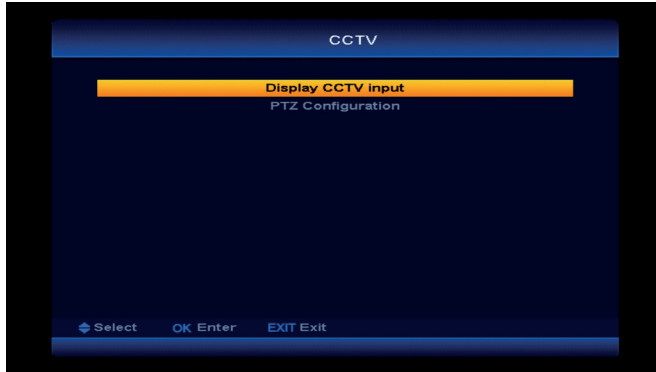 CCTV
Display CCTV input
PTZ Configuration
Select OK Enter EXIT Exit